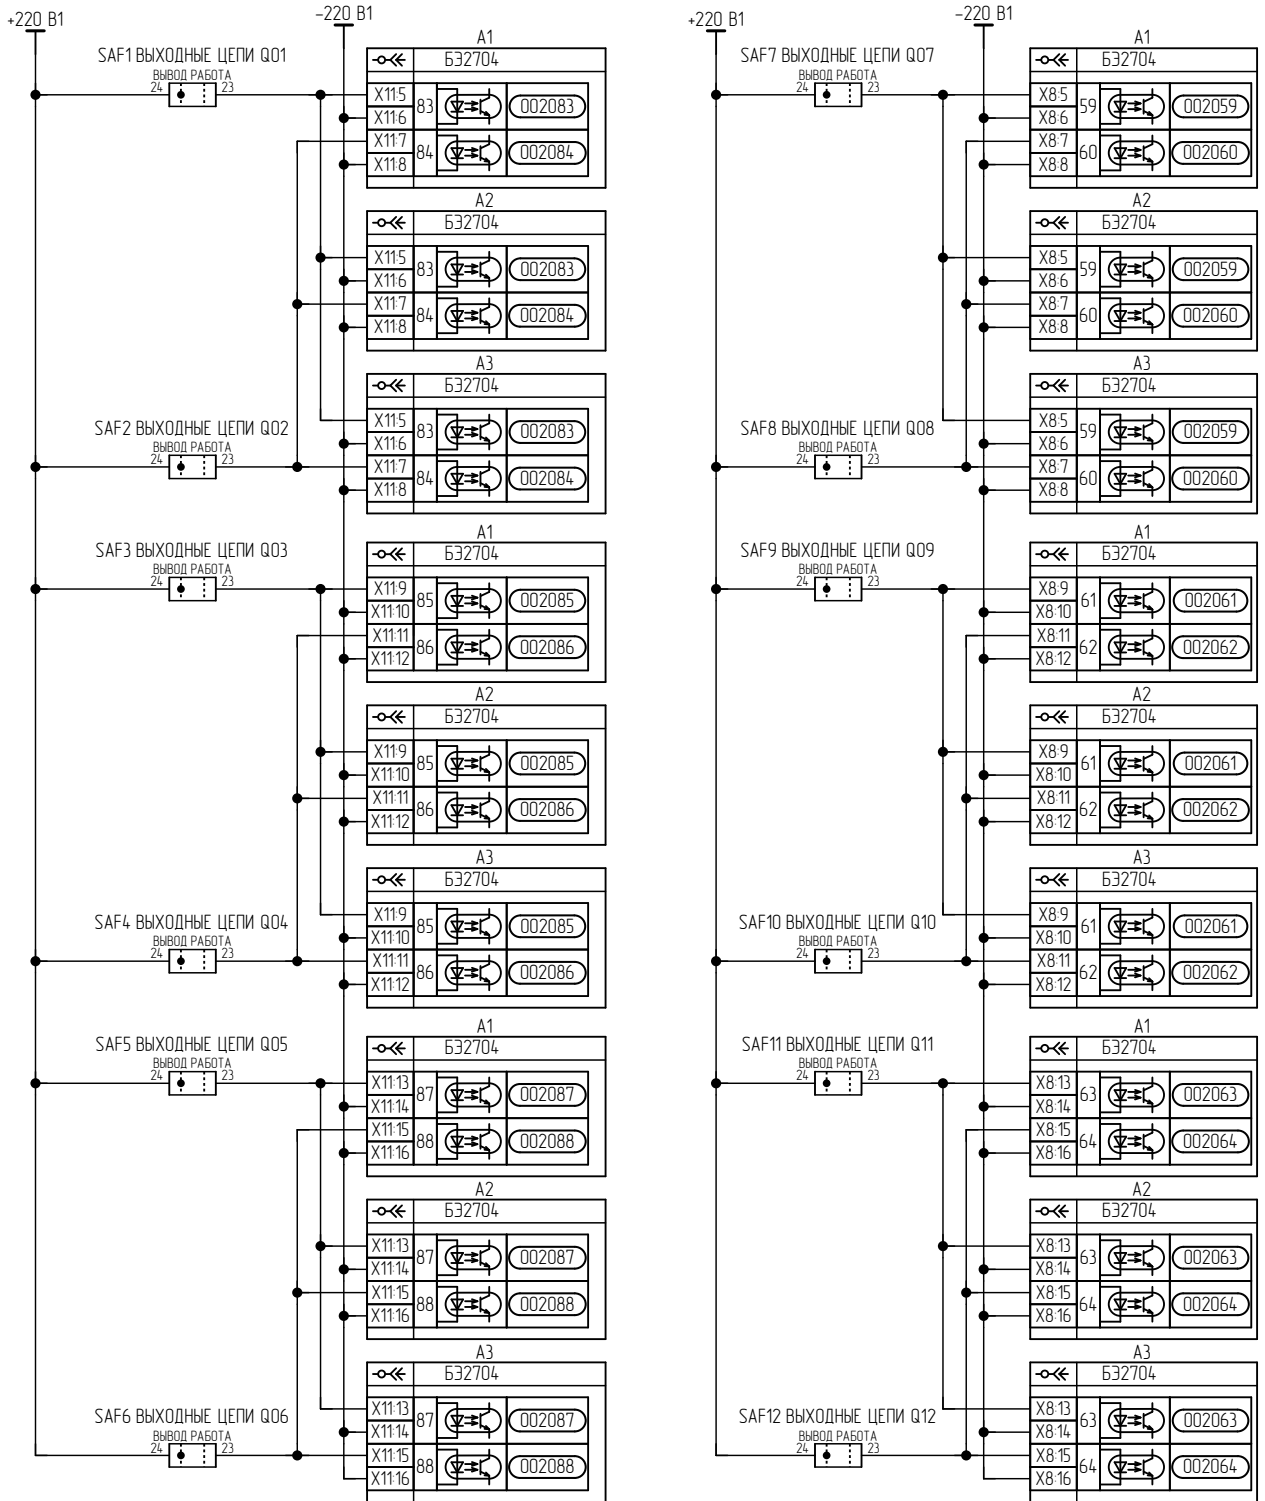 +220 В1
-220 В1
SAF1 ВЫХОДНЫЕ ЦЕПИ Q01
ВЫВОД РАБОТА
24 23
A1
БЭ2704
X11:5
X11:6
83
002083
X11:7
X11:8
84
002084
A2
БЭ2704
X11:5
X11:6
83
002083
X11:7
X11:8
84
002084
A3
БЭ2704
X11:5
X11:6
83
002083
X11:7
X11:8
84
002084
SAF2 ВЫХОДНЫЕ ЦЕПИ Q02
ВЫВОД РАБОТА
24 23
SAF3 ВЫХОДНЫЕ ЦЕПИ Q03
ВЫВОД РАБОТА
24 23
A1
БЭ2704
X11:9
X11:10
85
002085
X11:11
X11:12
86
002086
A2
БЭ2704
X11:9
X11:10
85
002085
X11:11
X11:12
86
002086
A3
БЭ2704
X11:9
X11:10
85
002085
X11:11
X11:12
86
002086
SAF4 ВЫХОДНЫЕ ЦЕПИ Q04
ВЫВОД РАБОТА
24 23
SAF5 ВЫХОДНЫЕ ЦЕПИ Q05
ВЫВОД РАБОТА
24 23
A1
БЭ2704
X11:13
X11:14
87
002087
X11:15
X11:16
88
002088
A2
БЭ2704
X11:13
X11:14
87
002087
X11:15
X11:16
88
002088
A3
БЭ2704
X11:13
X11:14
87
002087
X11:15
X11:16
88
002088
SAF6 ВЫХОДНЫЕ ЦЕПИ Q06
ВЫВОД РАБОТА
24 23
+220 В1
-220 В1
SAF7 ВЫХОДНЫЕ ЦЕПИ Q07
ВЫВОД РАБОТА
24 23
A1
БЭ2704
X8:5
X8:6
59
002059
X8:7
X8:8
60
002060
A2
БЭ2704
X8:5
X8:6
59
002059
X8:7
X8:8
60
002060
A3
БЭ2704
X8:5
X8:6
59
002059
X8:7
X8:8
60
002060
SAF8 ВЫХОДНЫЕ ЦЕПИ Q08
ВЫВОД РАБОТА
24 23
SAF9 ВЫХОДНЫЕ ЦЕПИ Q09
ВЫВОД РАБОТА
24 23
A1
БЭ2704
X8:9
X8:10
61
002061
X8:11
X8:12
62
002062
A2
БЭ2704
X8:9
X8:10
61
002061
X8:11
X8:12
62
002062
A3
БЭ2704
X8:9
X8:10
61
002061
X8:11
X8:12
62
002062
SAF10 ВЫХОДНЫЕ ЦЕПИ Q10
ВЫВОД РАБОТА
24 23
SAF11 ВЫХОДНЫЕ ЦЕПИ Q11
ВЫВОД РАБОТА
24 23
A1
БЭ2704
X8:13
X8:14
63
002063
X8:15
X8:16
64
002064
A2
БЭ2704
X8:13
X8:14
63
002063
X8:15
X8:16
64
002064
A3
БЭ2704
X8:13
X8:14
63
002063
X8:15
X8:16
64
002064
SAF12 ВЫХОДНЫЕ ЦЕПИ Q12
ВЫВОД РАБОТА
24 23